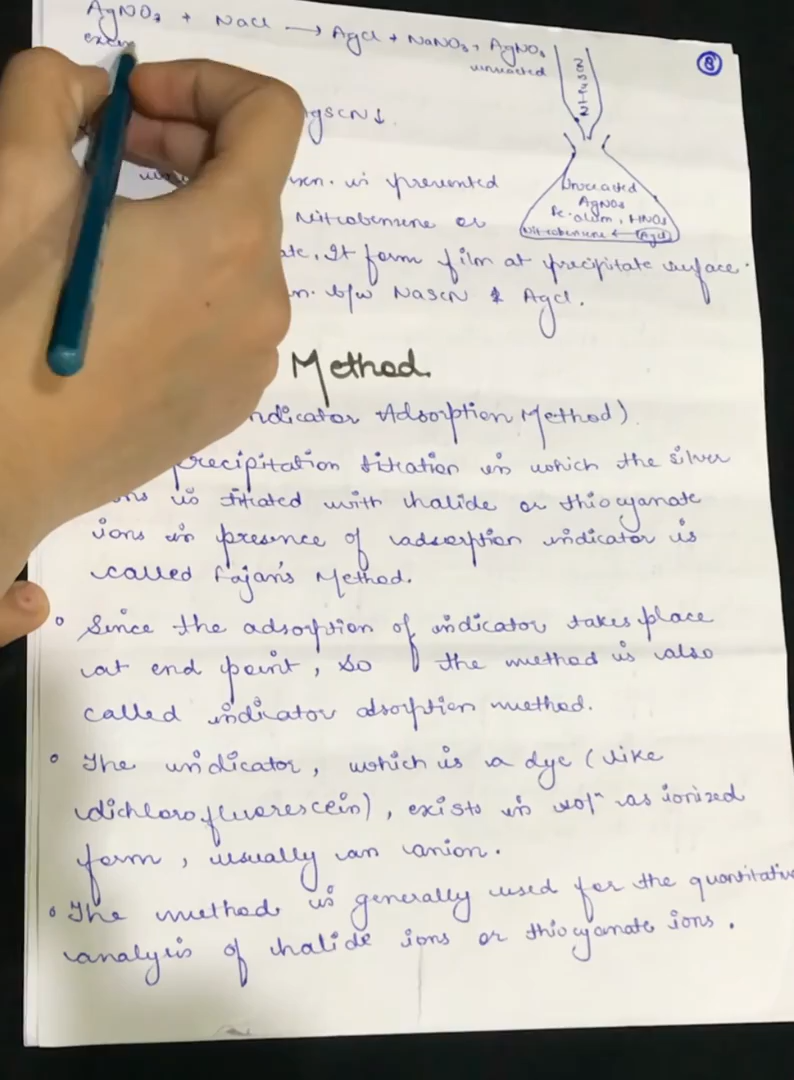 AgNO3 + NaCl → AgCl + NaNO3 + AgNO3
excess
unreacted
8
NH4SCN
gSCN↓
Unreacted
AgNO3
Fe-alum, HNO3
Nitrobenzene ← AgCl
rxn. is prevented
Nitrobenzene or
ate. It form film at precipitate surface.
n. b/w NaSCN & AgCl.
Method.
ndicator Adsorption Method)
precipitation titration in which the silver
ons is titrated with halide or thiocyanate
ions in presence of adsorption indicator is
called Fajan's Method.
° Since the adsorption of indicator takes place
at end point, so the method is also
called indicator adsorption method.
° The indicator, which is a dye (like
dichlorofluorescein), exists in solⁿ as ionized
form, usually an anion.
° The method is generally used for the quantitative
analysis of halide ions or thiocyanate ions.